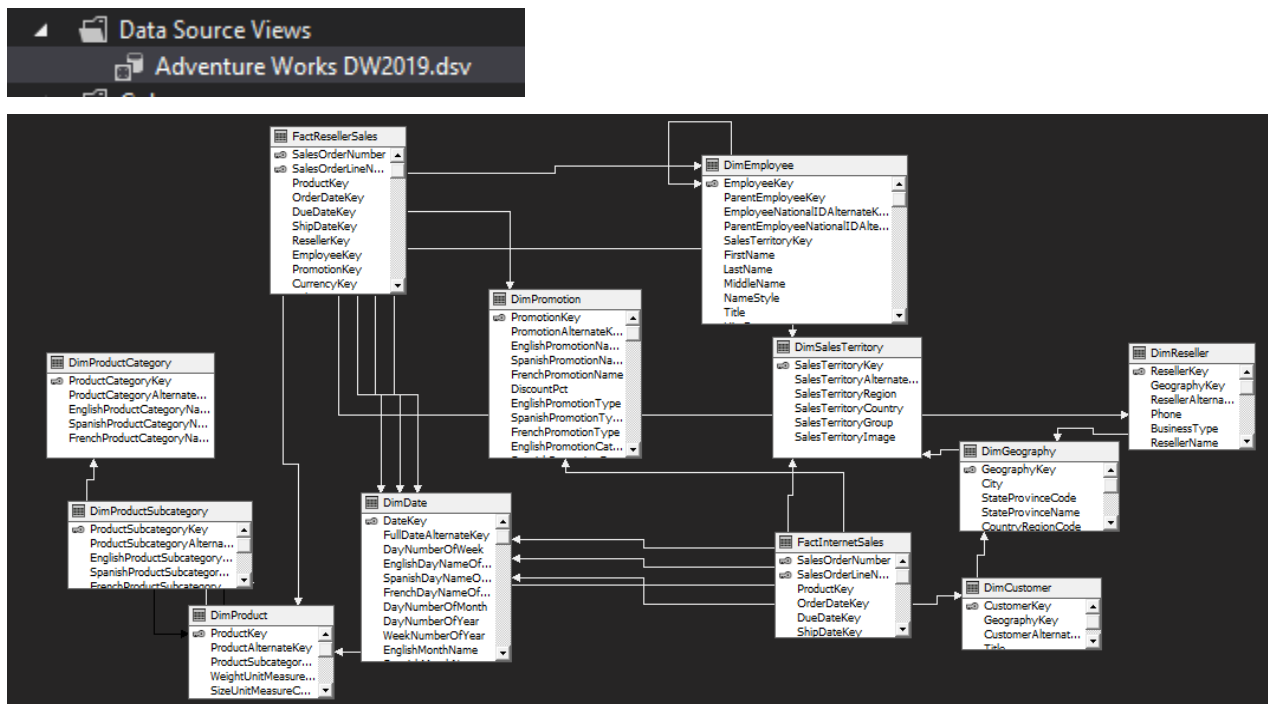 Data Source Views
Adventure Works DW2019.dsv
FactResellerSales
SalesOrderNumber
SalesOrderLineN...
ProductKey
OrderDateKey
DueDateKey
ShipDateKey
ResellerKey
EmployeeKey
PromotionKey
CurrencyKey
DimEmployee
EmployeeKey
ParentEmployeeKey
EmployeeNationalIDAlternateK...
ParentEmployeeNationalIDAlte...
SalesTerritoryKey
FirstName
LastName
MiddleName
NameStyle
Title
DimPromotion
PromotionKey
PromotionAlternateK...
EnglishPromotionNa...
SpanishPromotionNa...
FrenchPromotionName
DiscountPct
EnglishPromotionType
SpanishPromotionTy...
FrenchPromotionType
EnglishPromotionCat...
DimSalesTerritory
SalesTerritoryKey
SalesTerritoryAlternate...
SalesTerritoryRegion
SalesTerritoryCountry
SalesTerritoryGroup
SalesTerritoryImage
DimReseller
ResellerKey
GeographyKey
ResellerAlterna...
Phone
BusinessType
ResellerName
DimProductCategory
ProductCategoryKey
ProductCategoryAlternate...
EnglishProductCategoryNa...
SpanishProductCategoryN...
FrenchProductCategoryNa...
DimGeography
GeographyKey
City
StateProvinceCode
StateProvinceName
CountryRegionCode
DimProductSubcategory
ProductSubcategoryKey
ProductSubcategoryAlterna...
EnglishProductSubcategory...
SpanishProductSubcategor...
FrenchProductSubcategory
DimDate
DateKey
FullDateAlternateKey
DayNumberOfWeek
EnglishDayNameOf...
SpanishDayNameO...
FrenchDayNameOf...
DayNumberOfMonth
DayNumberOfYear
WeekNumberOfYear
EnglishMonthName
FactInternetSales
SalesOrderNumber
SalesOrderLineN...
ProductKey
OrderDateKey
DueDateKey
ShipDateKey
DimCustomer
CustomerKey
GeographyKey
CustomerAlternat...
Title
DimProduct
ProductKey
ProductAlternateKey
ProductSubcategor...
WeightUnitMeasure...
SizeUnitMeasureC...